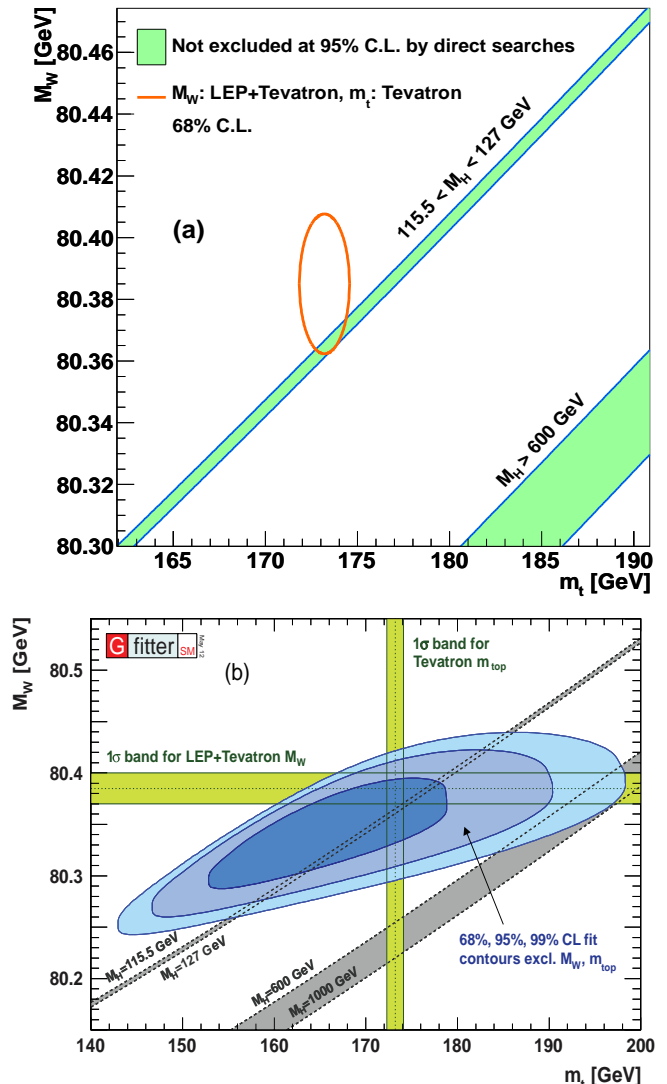 M_W [GeV]
80.46
80.44
80.42
80.40
80.38
80.36
80.34
80.32
80.30
Not excluded at 95% C.L. by direct searches
M_W: LEP+Tevatron, m_t: Tevatron
68% C.L.
(a)
115.5 < M_H < 127 GeV
M_H > 600 GeV
165 170 175 180 185 190
m_t [GeV]
M_W [GeV]
80.5
80.4
80.3
80.2
G fitter SM May 12
(b)
1σ band for
Tevatron m_top
1σ band for LEP+Tevatron M_W
M_H=115.5 GeV
M_H=127 GeV
M_H=600 GeV
M_H=1000 GeV
68%, 95%, 99% CL fit
contours excl. M_W, m_top
140 150 160 170 180 190 200
m_t [GeV]